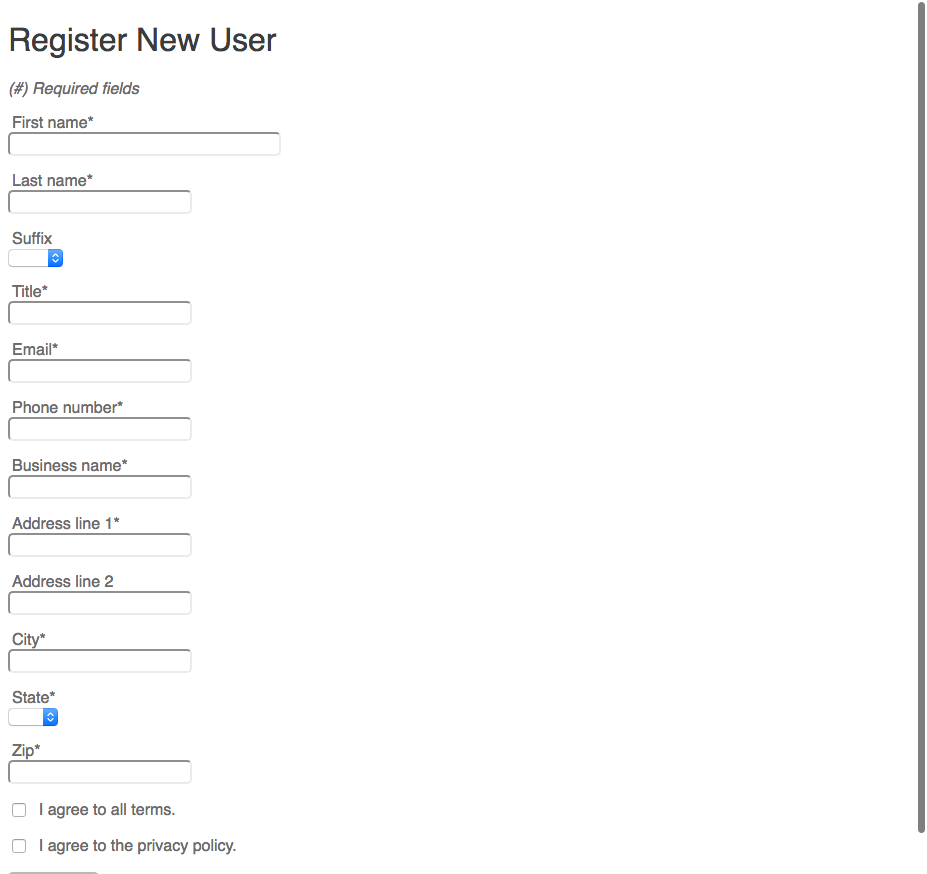 Register New User
(#) Required fields
First name*
Last name*
Suffix
Title*
Email*
Phone number*
Business name*
Address line 1*
Address line 2
City*
State*
Zip*
I agree to all terms.
I agree to the privacy policy.